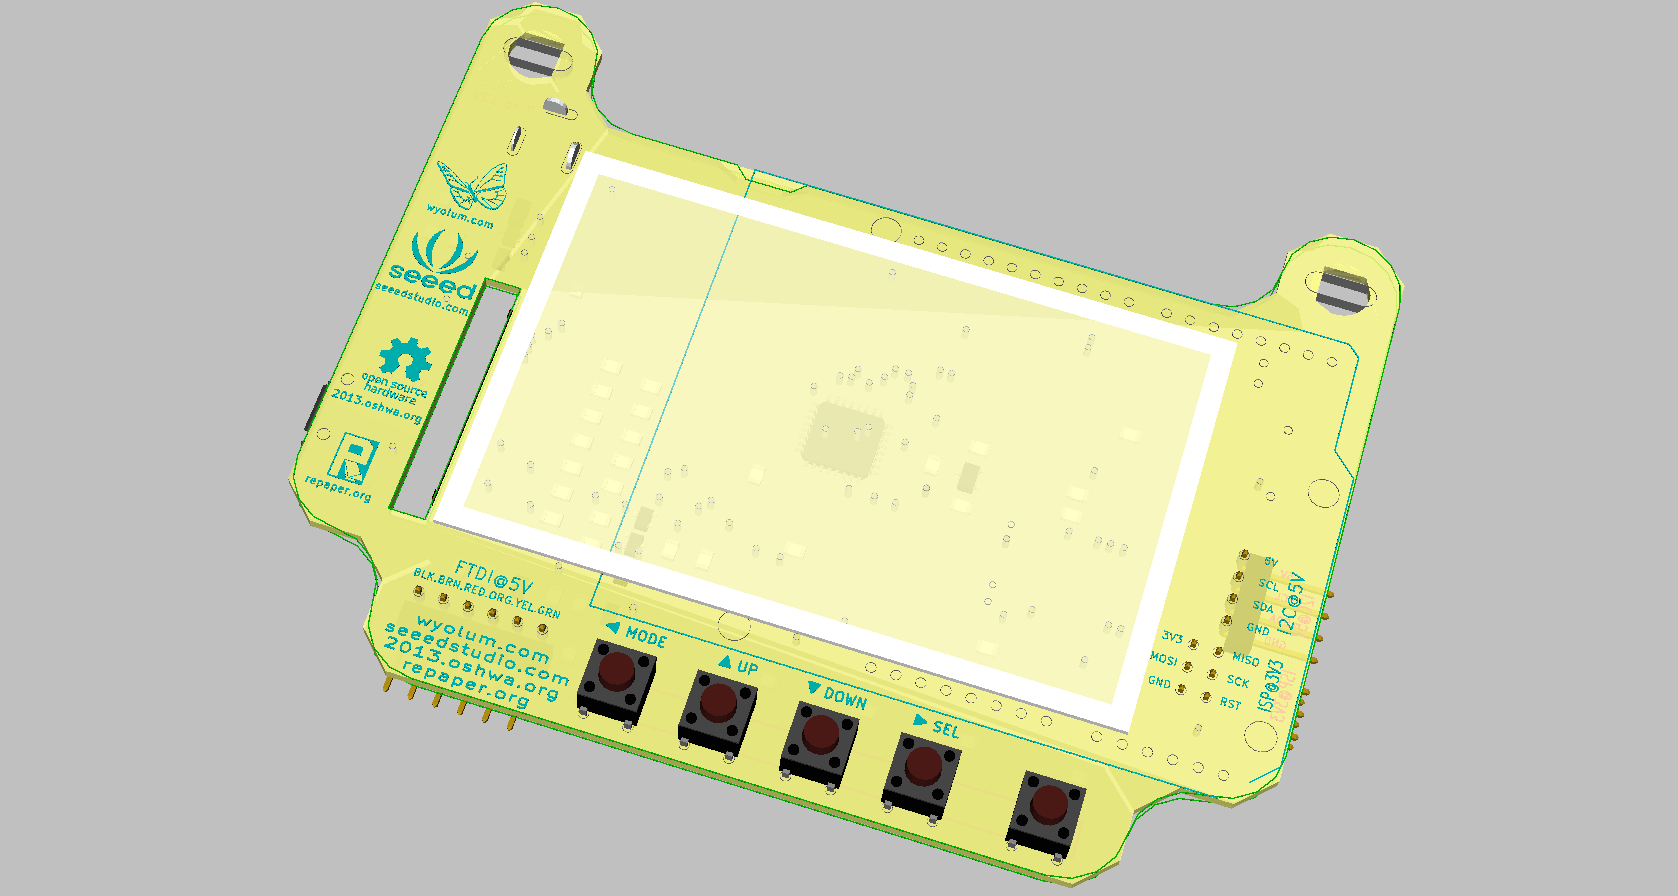 wyolum.com
seeed
seeedstudio.com
open source
hardware
2013.oshwa.org
repaper.org
FTDI@5V
BLK.BRN.RED.ORG.YEL.GRN
wyolum.com
seeedstudio.com
2013.oshwa.org
repaper.org
MODE
UP
DOWN
SEL
5V
SCL
SDA
GND
I2C@5V
3V3
MISO
MOSI
SCK
GND
RST
ISP@3V3